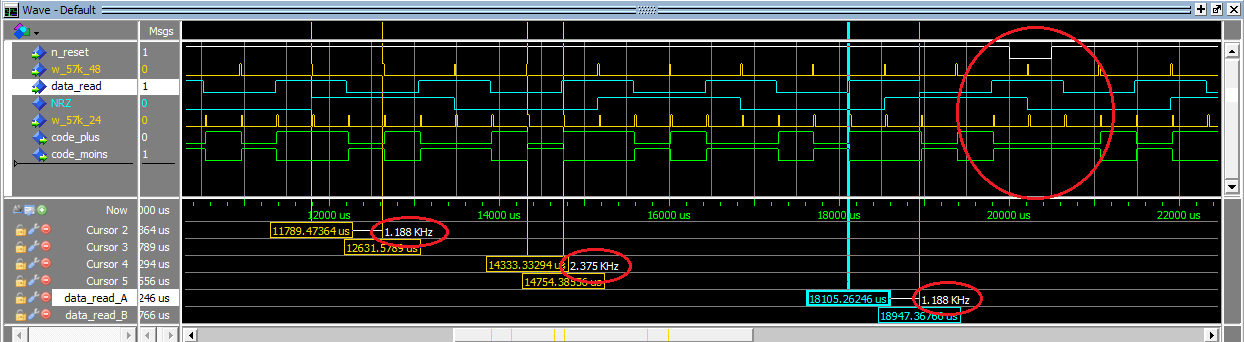 Wave - Default
Msgs
n_reset 1
w_57k_48 0
data_read 1
NRZ 0
w_57k_24 0
code_plus 0
code_moins 1
Now 000 us 12000 us 14000 us 16000 us 18000 us 20000 us 22000 us
Cursor 2 364 us 11789.47364 us 1.188 KHz
Cursor 3 789 us 12631.5789 us
Cursor 4 294 us 14333.33294 us 2.375 KHz
Cursor 5 556 us 14754.38556 us
data_read_A 246 us 18105.26246 us 1.188 KHz
data_read_B 766 us 18947.36766 us